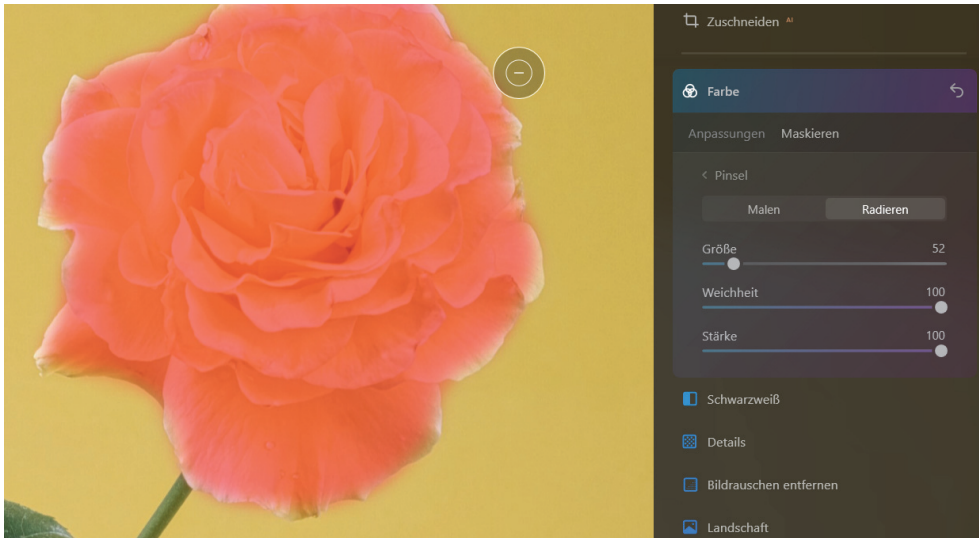 Zuschneiden AI
Farbe
Anpassungen Maskieren
< Pinsel
Malen Radieren
Größe 52
Weichheit 100
Stärke 100
Schwarzweiß
Details
Bildrauschen entfernen
Landschaft